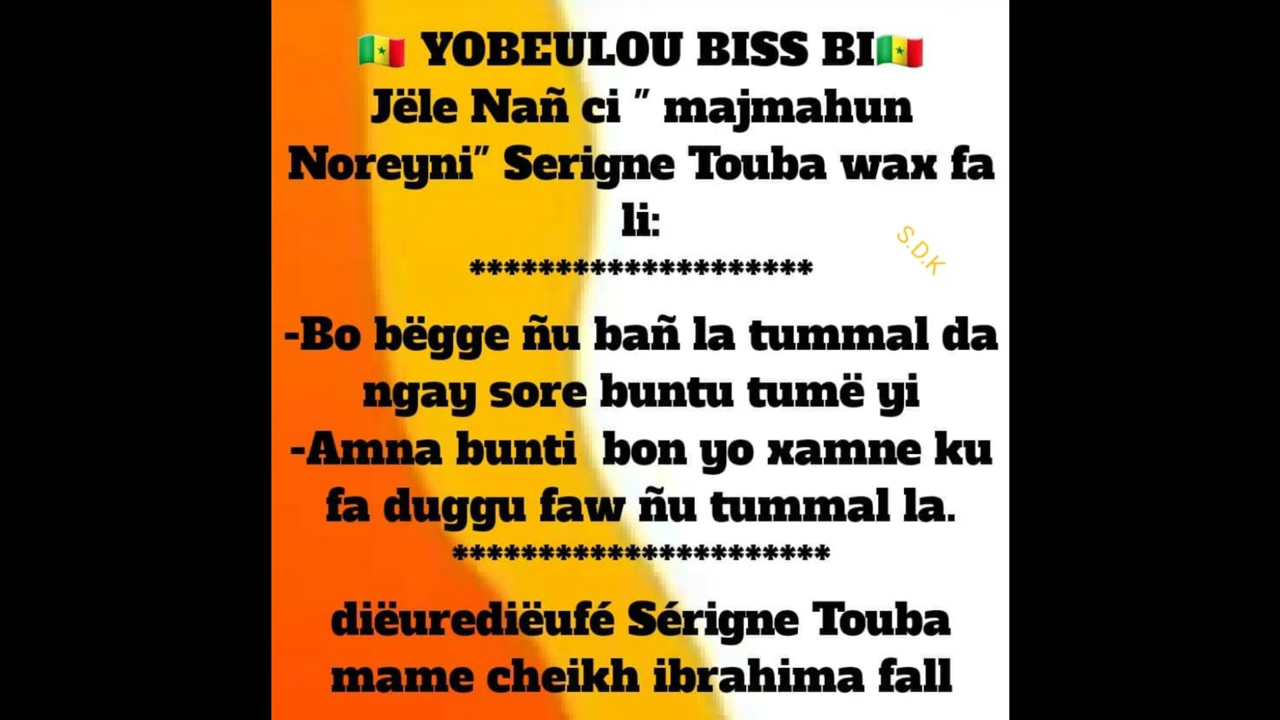 🇸🇳 YOBEULOU BISS BI🇸🇳
Jële Nañ ci " majmahun
Noreyni" Serigne Touba wax fa
li:
********************
S.D.K
-Bo bëgge ñu bañ la tummal da
ngay sore buntu tumë yi
-Amna bunti  bon yo xamne ku
fa duggu faw ñu tummal la.
**********************
diëurediëufé Sérigne Touba
mame cheikh ibrahima fall